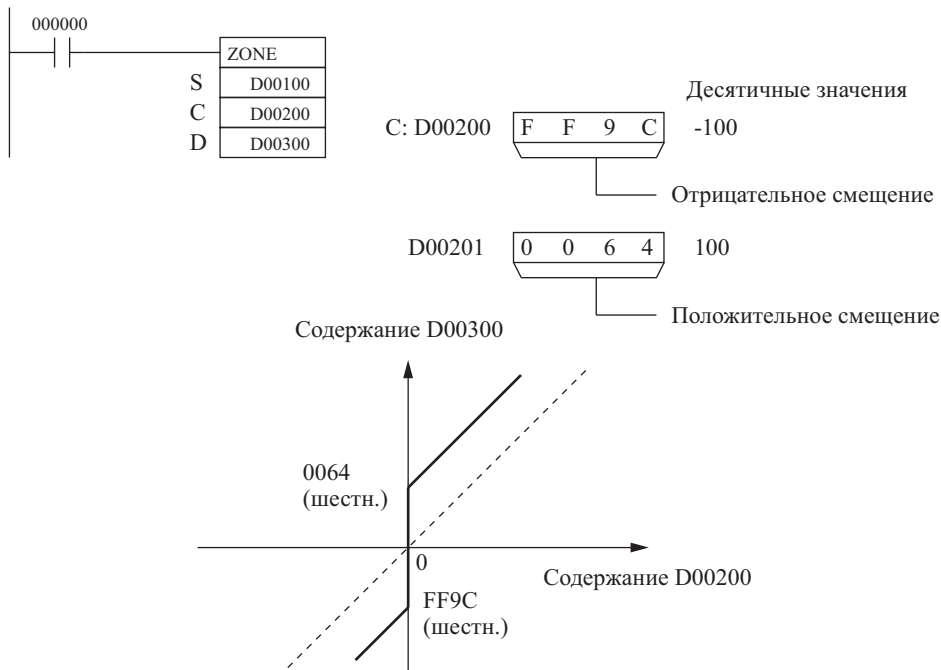 000000
ZONE
S D00100
C D00200
D D00300
Десятичные значения
C: D00200 F F 9 C -100
Отрицательное смещение
D00201 0 0 6 4 100
Положительное смещение
Содержание D00300
0064
(шестн.)
0
Содержание D00200
FF9C
(шестн.)